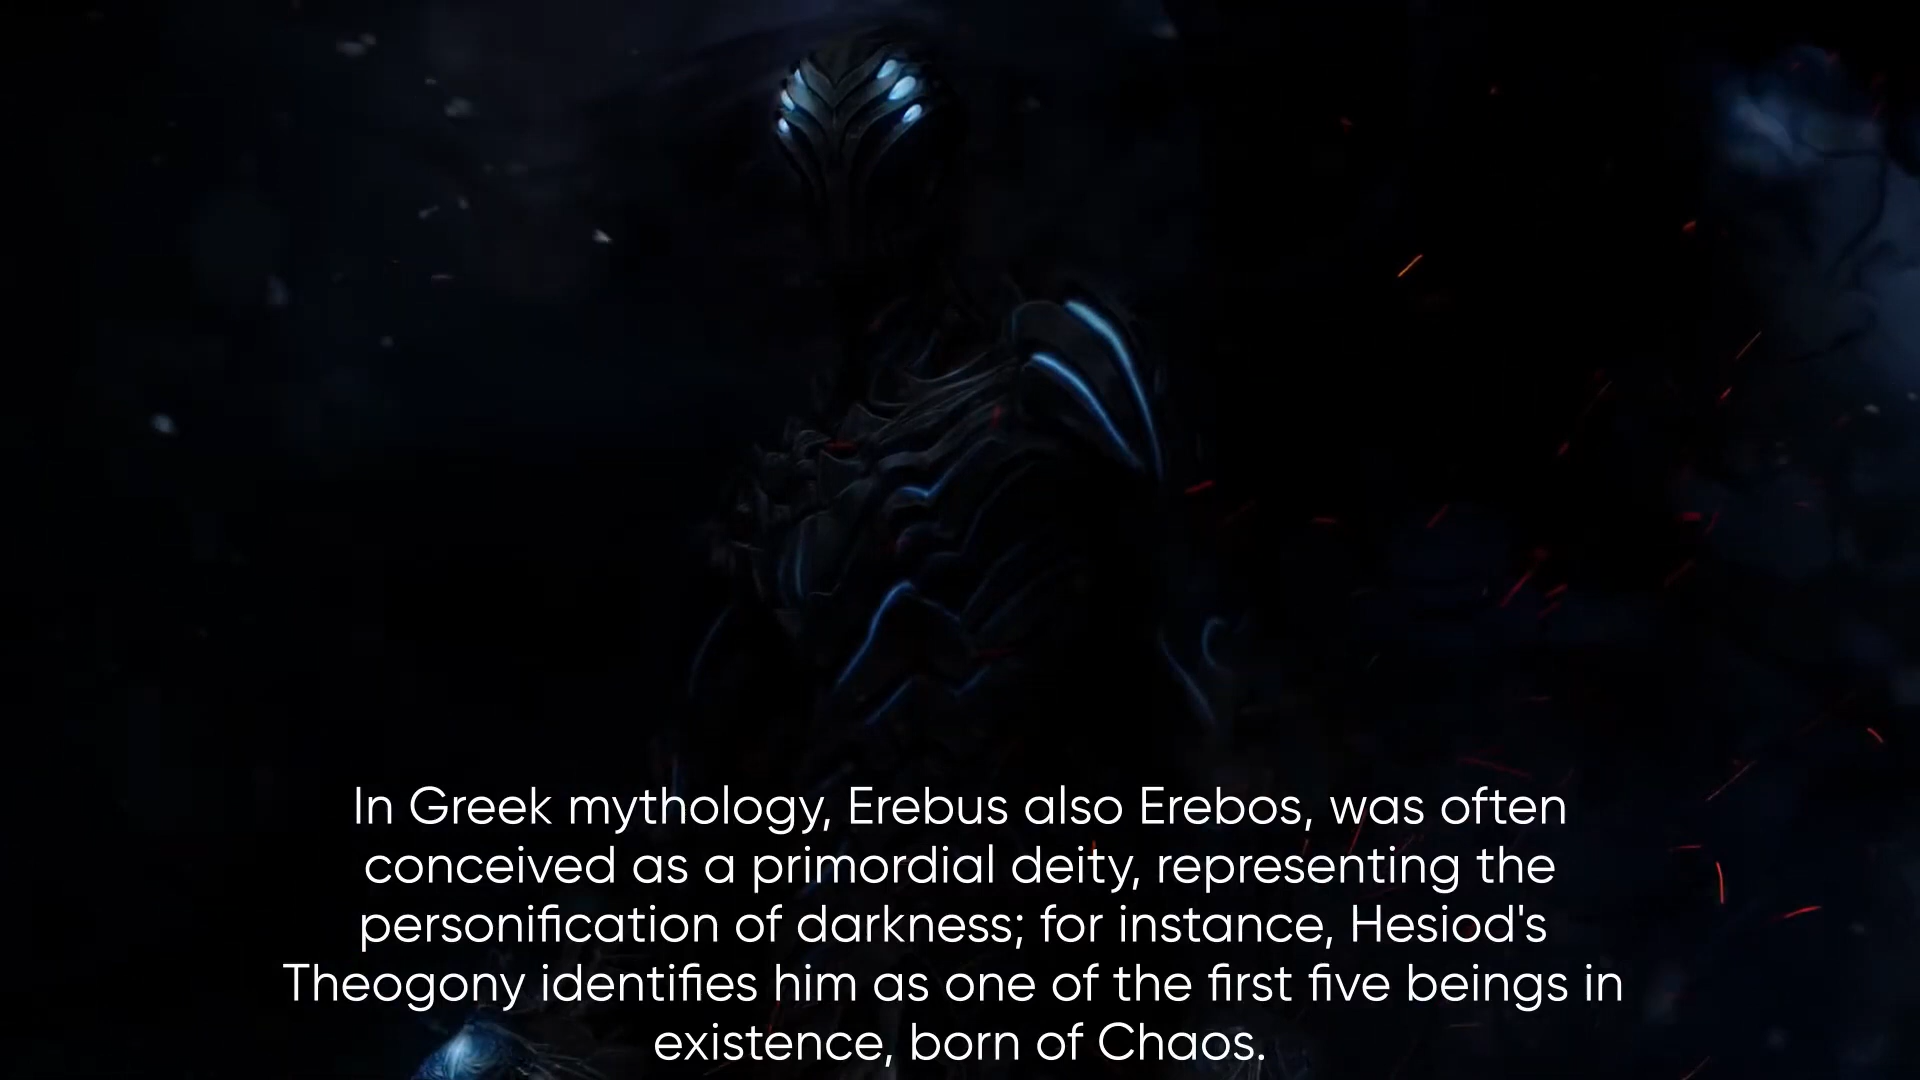 In Greek mythology, Erebus also Erebos, was often
conceived as a primordial deity, representing the
personification of darkness; for instance, Hesiod's
Theogony identifies him as one of the first five beings in
existence, born of Chaos.